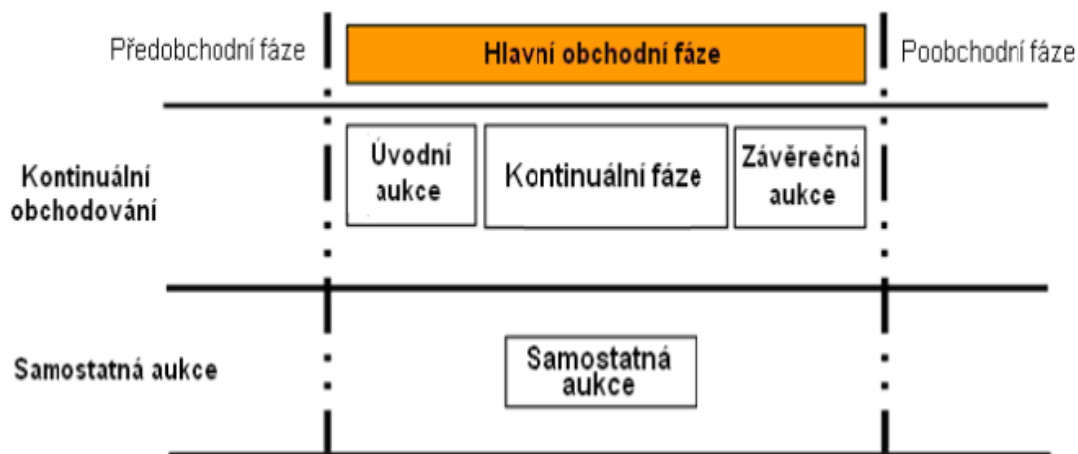 Předobchodní fáze
Hlavní obchodní fáze
Poobchodní fáze
Kontinuální
obchodování
Úvodní
aukce
Kontinuální fáze
Závěrečná
aukce
Samostatná aukce
Samostatná
aukce